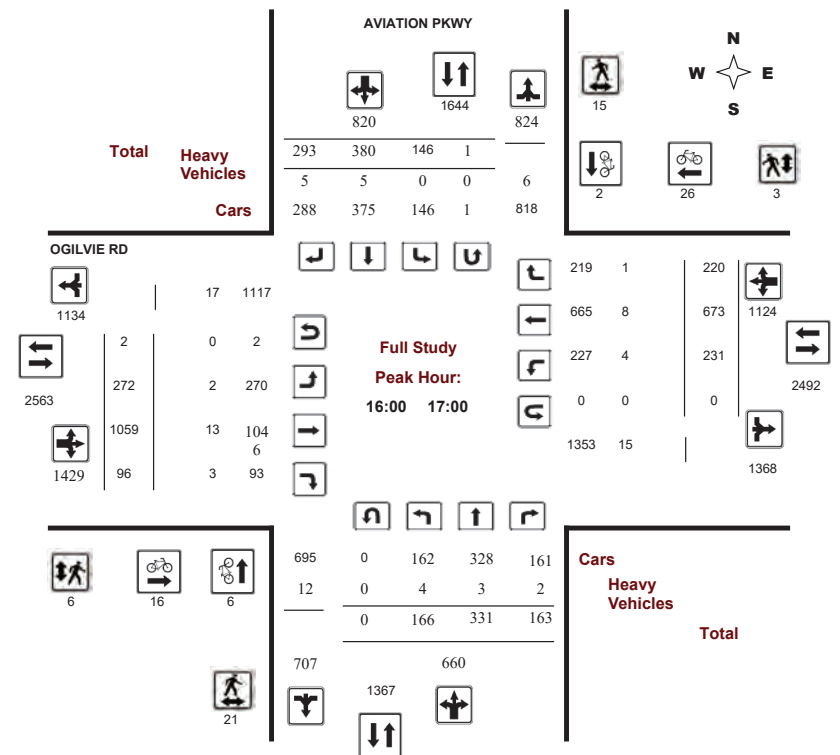 AVIATION PKWY
N
W E
S
1644
15
820 824
Total Heavy Vehicles
Cars
293 380 146 1
5 5 0 0 6
288 375 146 1 818
2 26 3
OGILVIE RD
1134
17 1117
2 0 2
2563
272 2 270
1059 13 104
6
1429 96 3 93
Full Study
Peak Hour:
16:00 17:00
219 1 220
665 8 673 1124
227 4 231
2492
0 0 0
1353 15
1368
6 16 6
21
695 0 162 328 161
12 0 4 3 2
0 166 331 163
707 660
1367
Cars
Heavy
Vehicles
Total